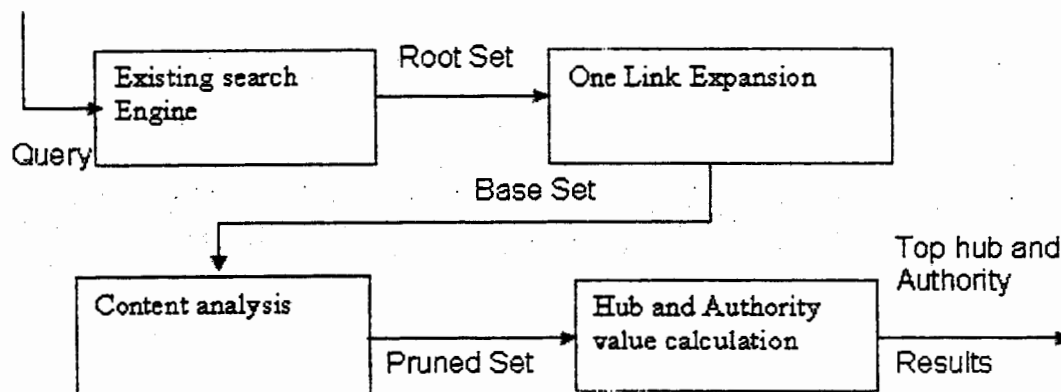 Existing search
Engine
Root Set
One Link Expansion
Query
Base Set
Top hub and
Authority
Content analysis
Pruned Set
Hub and Authority
value calculation
Results